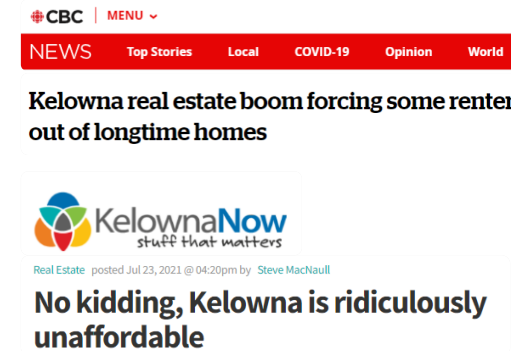 CBC MENU
NEWS Top Stories Local COVID-19 Opinion World
Kelowna real estate boom forcing some renter
out of longtime homes
KelownaNow
stuff that matters
Real Estate posted Jul 23, 2021 @ 04:20pm by Steve MacNaull
No kidding, Kelowna is ridiculously
unaffordable